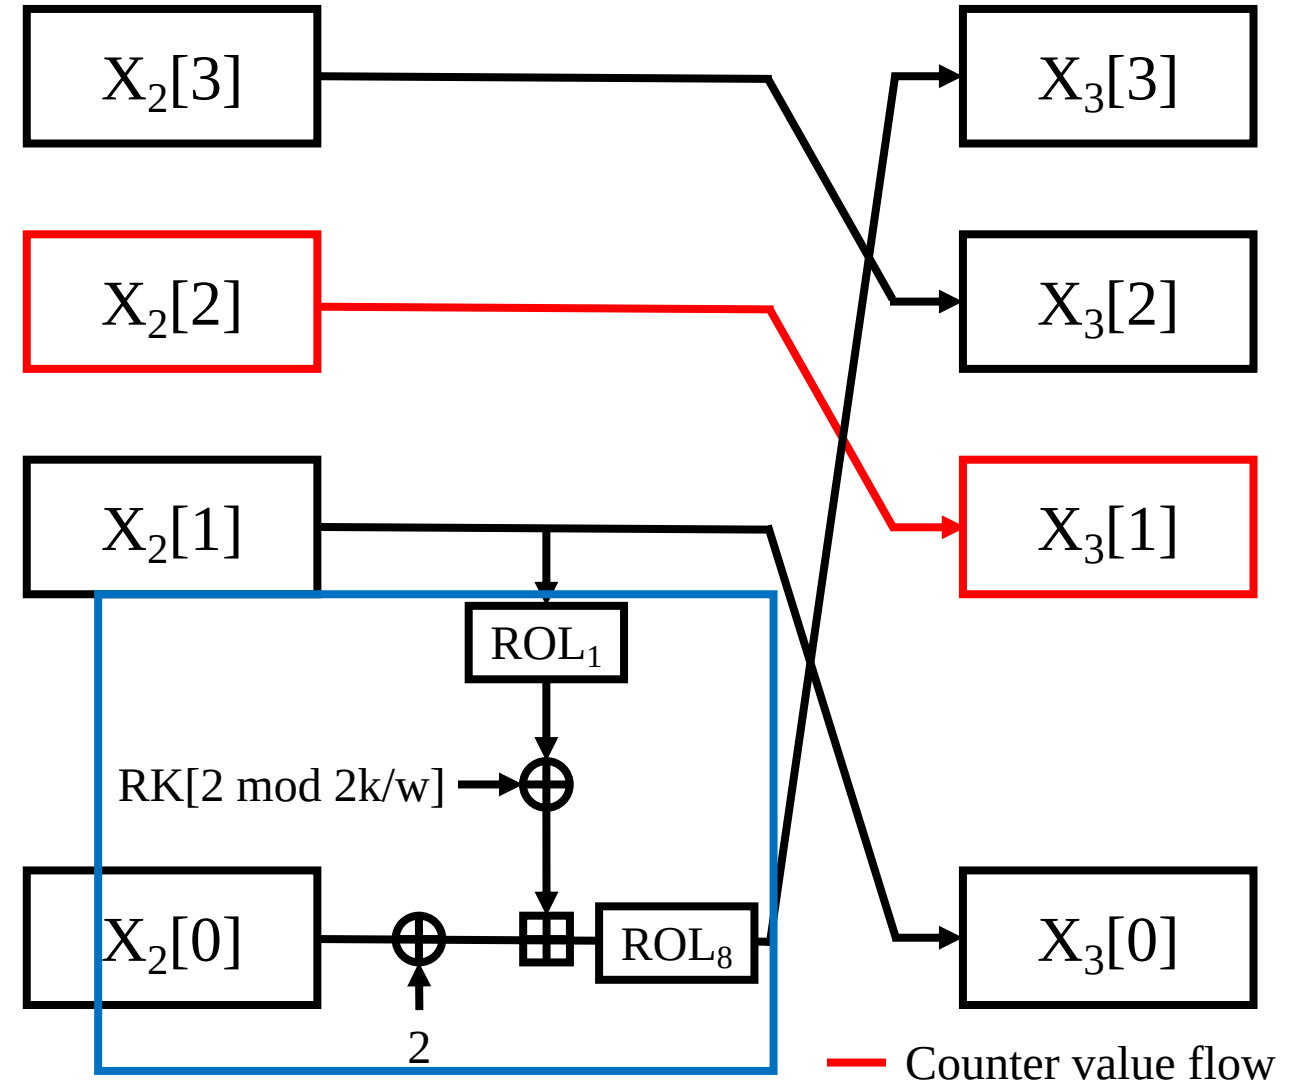 X₂[3]
X₃[3]
X₂[2]
X₃[2]
X₂[1]
X₃[1]
ROL₁
RK[2 mod 2k/w]
X₂[0]
ROL₈
X₃[0]
2
Counter value flow